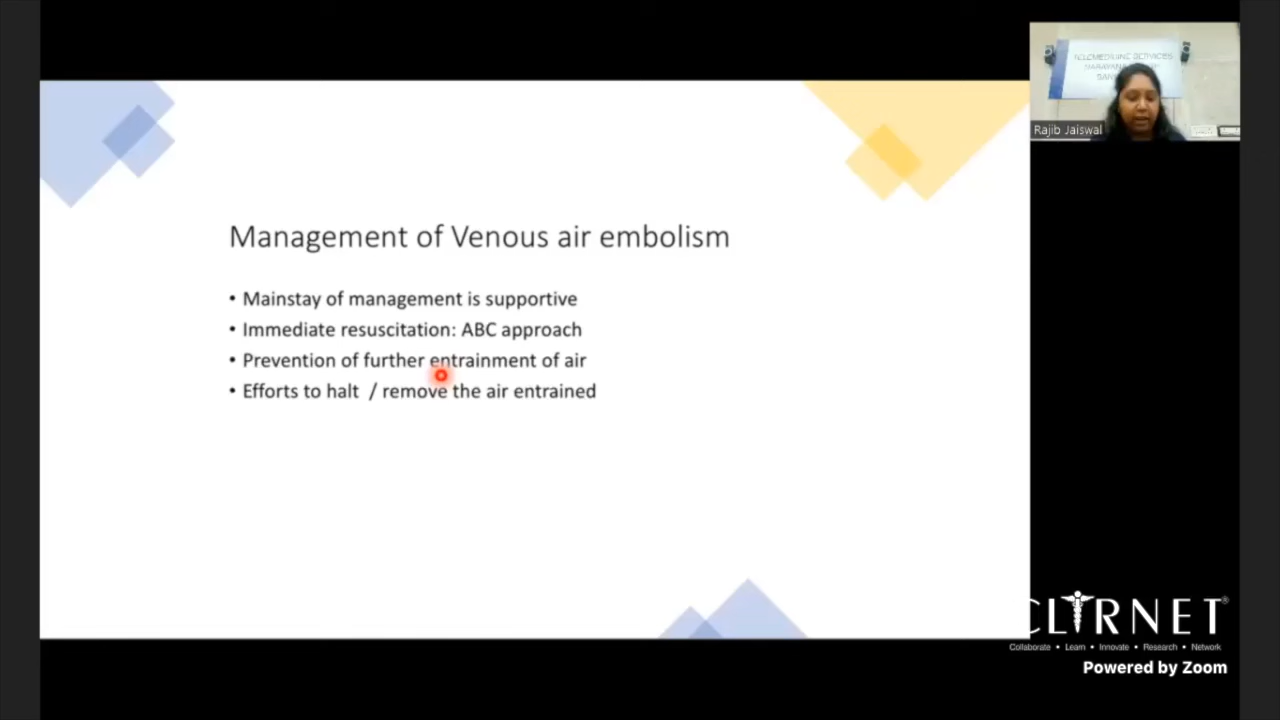 TELEMEDICINE SERVICES
Rajib Jaiswal
Management of Venous air embolism
• Mainstay of management is supportive
• Immediate resuscitation: ABC approach
• Prevention of further entrainment of air
• Efforts to halt / remove the air entrained
CLIRNET®
Collaborate • Learn • Innovate • Research • Network
Powered by Zoom